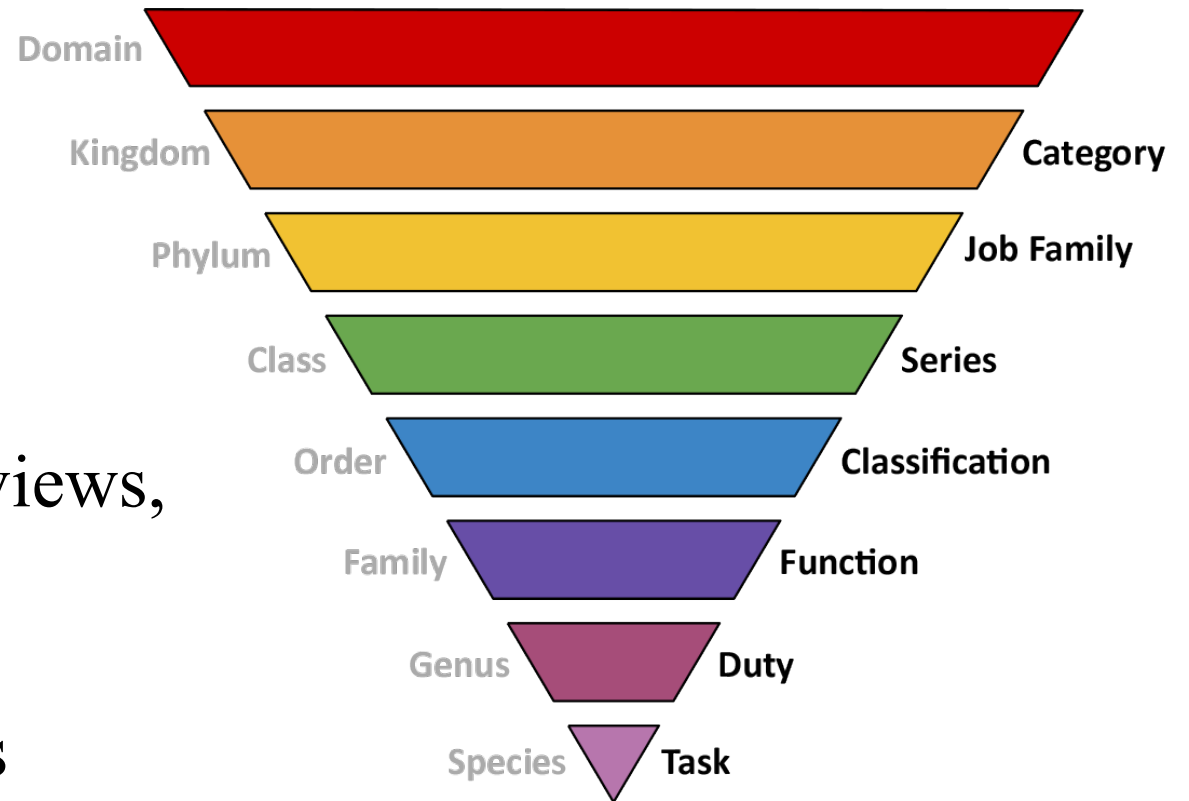 Domain
Kingdom Category
Phylum Job Family
Class Series
Order Classification
views,
Family Function
Genus Duty
Species Task
s